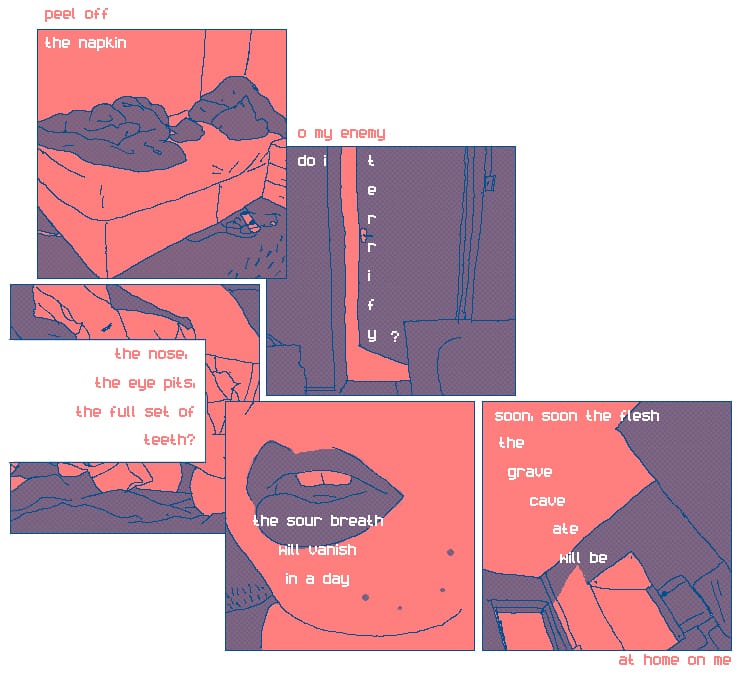 peel off
the napkin
o my enemy
do i
terrify
?
the nose,
the eye pits,
the full set of
teeth?
the sour breath
will vanish
in a day
soon, soon the flesh
the
grave
cave
ate
will be
at home on me